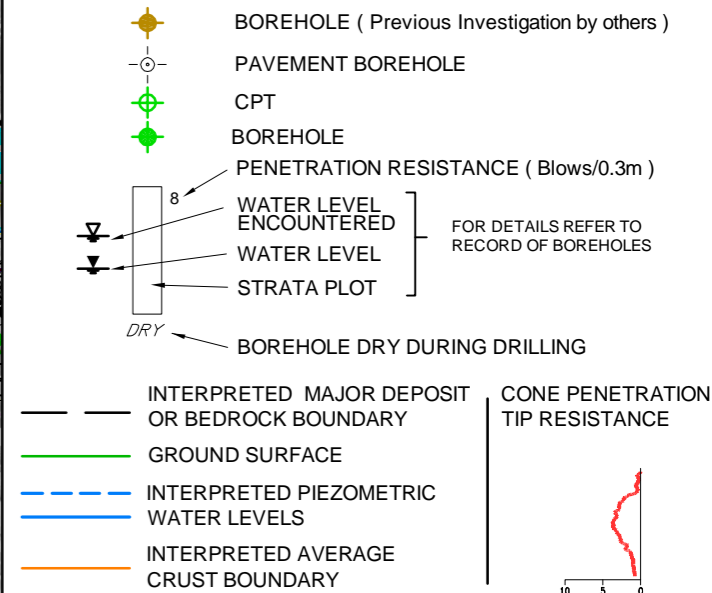 BOREHOLE ( Previous Investigation by others )
PAVEMENT BOREHOLE
CPT
BOREHOLE
PENETRATION RESISTANCE ( Blows/0.3m )
8
WATER LEVEL
ENCOUNTERED
WATER LEVEL
STRATA PLOT
FOR DETAILS REFER TO
RECORD OF BOREHOLES
DRY
BOREHOLE DRY DURING DRILLING
INTERPRETED MAJOR DEPOSIT
OR BEDROCK BOUNDARY
GROUND SURFACE
INTERPRETED PIEZOMETRIC
WATER LEVELS
INTERPRETED AVERAGE
CRUST BOUNDARY
CONE PENETRATION
TIP RESISTANCE
10 5 0